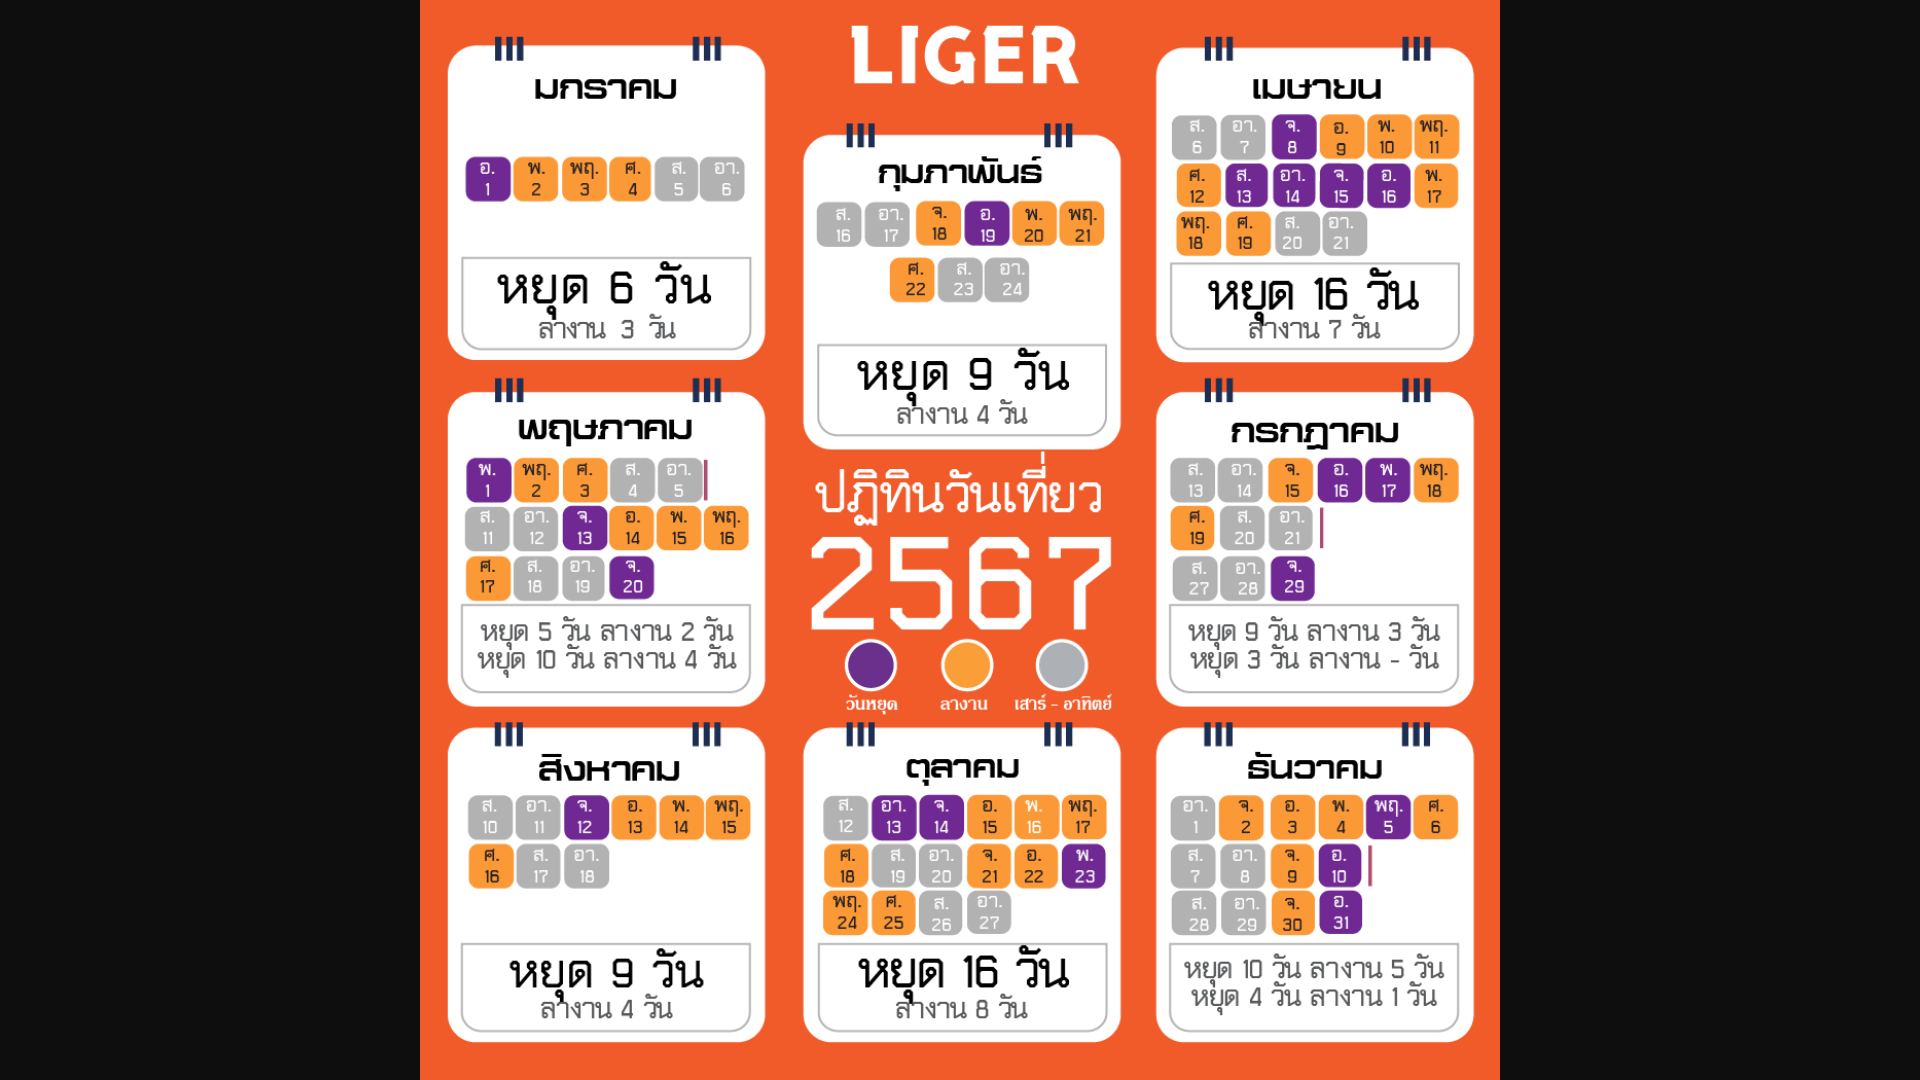 LIGER
มกราคม
อ. พ. พฤ. ศ. ส. อา.
1 2 3 4 5 6
หยุด 6 วัน
ลางาน 3 วัน
กุมภาพันธ์
ส. อา. จ. อ. พ. พฤ.
16 17 18 19 20 21
ศ. ส. อา.
22 23 24
หยุด 9 วัน
ลางาน 4 วัน
เมษายน
ส. อา. จ. อ. พ. พฤ.
6 7 8 9 10 11
ศ. ส. อา. จ. อ. พ.
12 13 14 15 16 17
พฤ. ศ. ส. อา.
18 19 20 21
หยุด 16 วัน
ลางาน 7 วัน
พฤษภาคม
พ. พฤ. ศ. ส. อา.
1 2 3 4 5
ส. อา. จ. อ. พ. พฤ.
11 12 13 14 15 16
ศ. ส. อา. จ.
17 18 19 20
หยุด 5 วัน ลางาน 2 วัน
หยุด 10 วัน ลางาน 4 วัน
ปฏิทินวันเที่ยว
2567
วันหยุด ลางาน เสาร์ - อาทิตย์
กรกฎาคม
ส. อา. จ. อ. พ. พฤ.
13 14 15 16 17 18
ศ. ส. อา.
19 20 21
ส. อา. จ.
27 28 29
หยุด 9 วัน ลางาน 3 วัน
หยุด 3 วัน ลางาน - วัน
สิงหาคม
ส. อา. จ. อ. พ. พฤ.
10 11 12 13 14 15
ศ. ส. อา.
16 17 18
หยุด 9 วัน
ลางาน 4 วัน
ตุลาคม
ส. อา. จ. อ. พ. พฤ.
12 13 14 15 16 17
ศ. ส. อา. จ. อ. พ.
18 19 20 21 22 23
พฤ. ศ. ส. อา.
24 25 26 27
หยุด 16 วัน
ลางาน 8 วัน
ธันวาคม
อา. จ. อ. พ. พฤ. ศ.
1 2 3 4 5 6
ส. อา. จ. อ.
7 8 9 10
ส. อา. จ. อ.
28 29 30 31
หยุด 10 วัน ลางาน 5 วัน
หยุด 4 วัน ลางาน 1 วัน